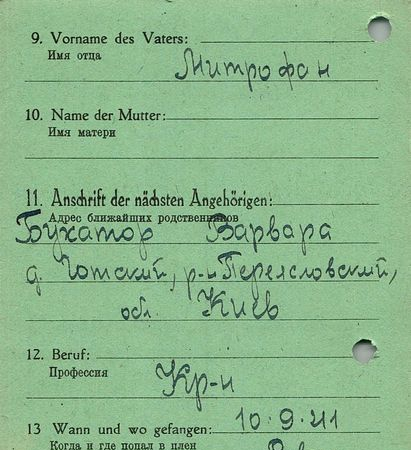 9. Vorname des Vaters:
Имя отца
Митрофан
10. Name der Mutter:
Имя матери
11. Anschrift der nächsten Angehörigen:
Адрес ближайших родственников
Бухатор Варвара
д. Готский, р-н Переясловский,
обл. Киев
12. Beruf:
Профессия
Кр-н
13 Wann und wo gefangen: 10.9.41
Когда и где попал в плен